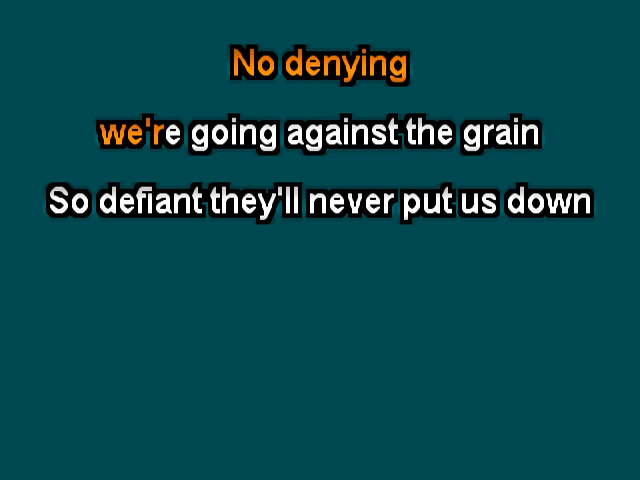 No denying
we're going against the grain
So defiant they'll never put us down